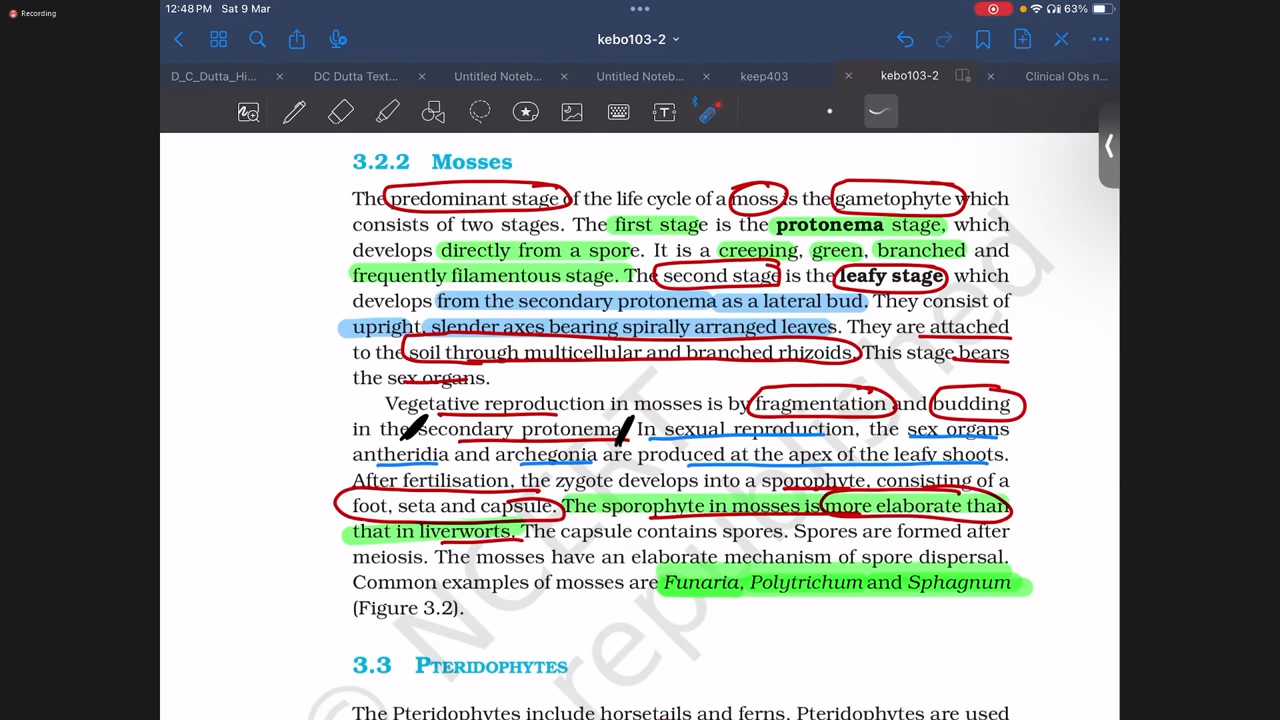 Recording
12:48 PM Sat 9 Mar
63%
kebo103-2
D_C_Dutta_Hi...
DC Dutta Text...
Untitled Noteb...
Untitled Noteb...
keep403
kebo103-2
Clinical Obs n...
3.2.2 Mosses
The predominant stage of the life cycle of a moss is the gametophyte which
consists of two stages. The first stage is the protonema stage, which
develops directly from a spore. It is a creeping, green, branched and
frequently filamentous stage. The second stage is the leafy stage which
develops from the secondary protonema as a lateral bud. They consist of
upright, slender axes bearing spirally arranged leaves. They are attached
to the soil through multicellular and branched rhizoids. This stage bears
the sex organs.
Vegetative reproduction in mosses is by fragmentation and budding
in the secondary protonema. In sexual reproduction, the sex organs
antheridia and archegonia are produced at the apex of the leafy shoots.
After fertilisation, the zygote develops into a sporophyte, consisting of a
foot, seta and capsule. The sporophyte in mosses is more elaborate than
that in liverworts. The capsule contains spores. Spores are formed after
meiosis. The mosses have an elaborate mechanism of spore dispersal.
Common examples of mosses are Funaria, Polytrichum and Sphagnum
(Figure 3.2).
3.3 PTERIDOPHYTES
The Pteridophytes include horsetails and ferns. Pteridophytes are used
© NCERT
republished